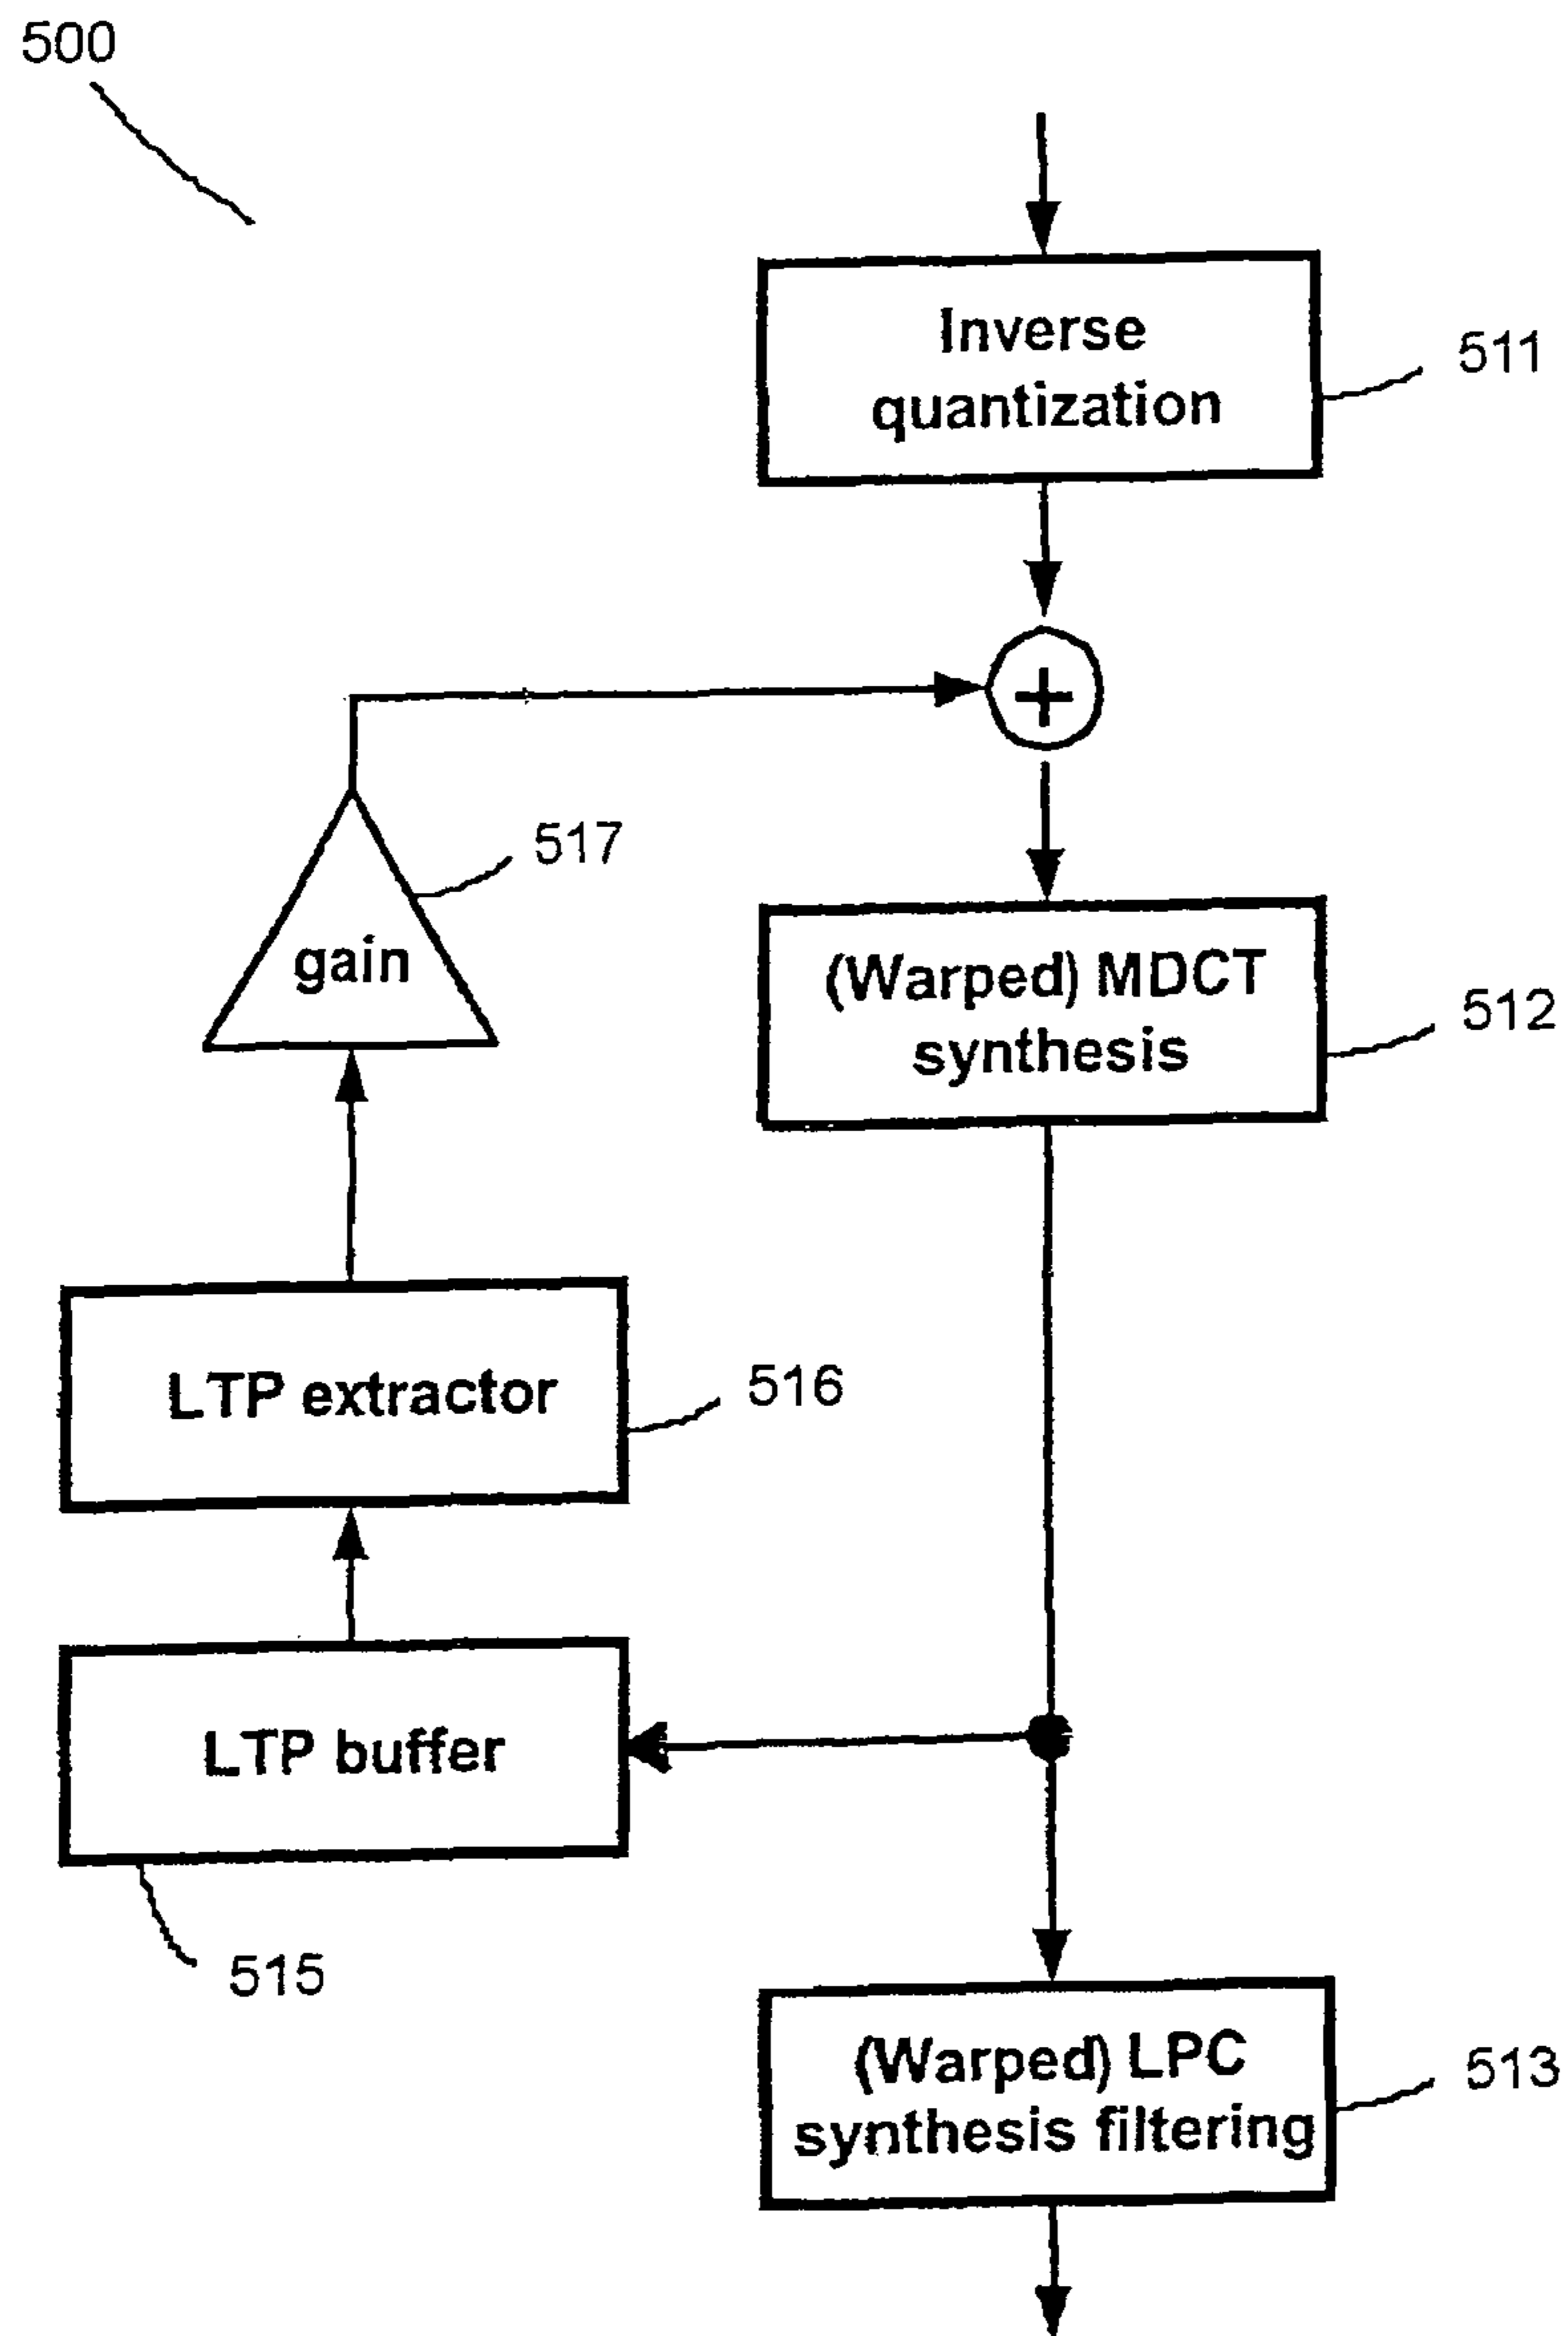 500
Inverse
quantization
511
517
gain
(Warped) MDCT
synthesis
512
LTP extractor
516
LTP buffer
515
(Warped) LPC
synthesis filtering
513